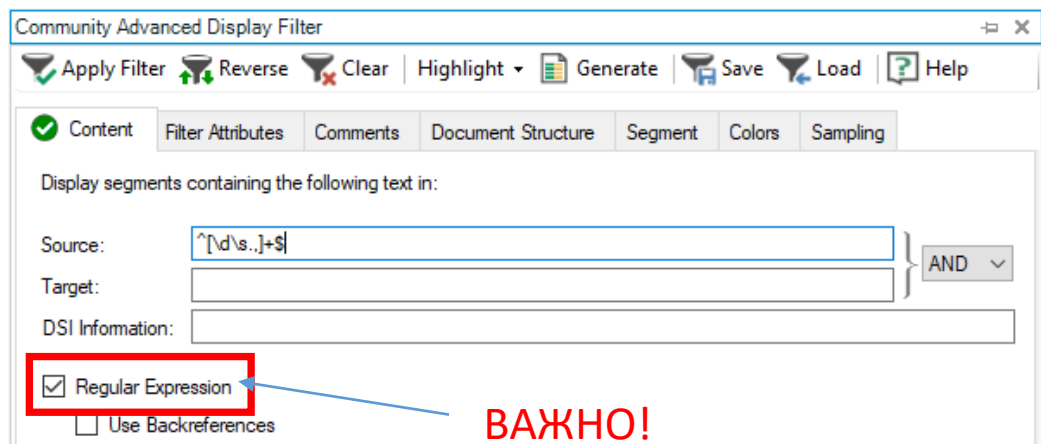 Community Advanced Display Filter
Apply Filter Reverse Clear Highlight Generate Save Load Help
Content Filter Attributes Comments Document Structure Segment Colors Sampling
Display segments containing the following text in:
Source: ^[\d\s.,]+$
AND
Target:
DSI Information:
Regular Expression
Use Backreferences
ВАЖНО!